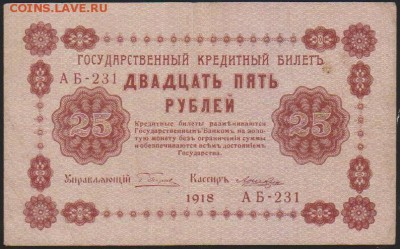 COINS.LAVE.RU
ГОСУДАРСТВЕННЫЙ КРЕДИТНЫЙ БИЛЕТЪ
АБ-231
ДВАДЦАТЬ ПЯТЬ
РУБЛЕЙ
25
25
Кредитные билеты размѣниваются
Государственнымъ Банкомъ на золо-
тую монету безъ ограниченія суммы
и обезпечиваются всѣмъ достояніемъ
Государства.
Управляющій
Кассиръ
1918 АБ-231